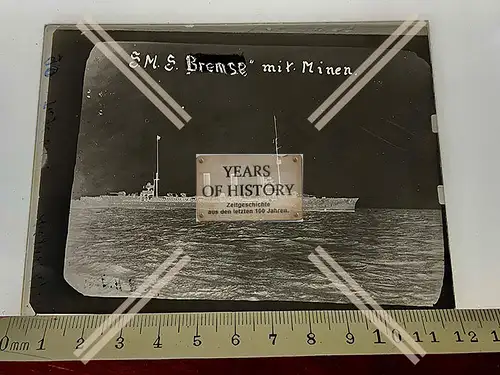 S.M.S. "Bremse" mit Minen.
YEARS
OF HISTORY
Zeitgeschichte
aus den letzten 100 Jahren.
0mm 1 2 3 4 5 6 7 8 9 10 11 12